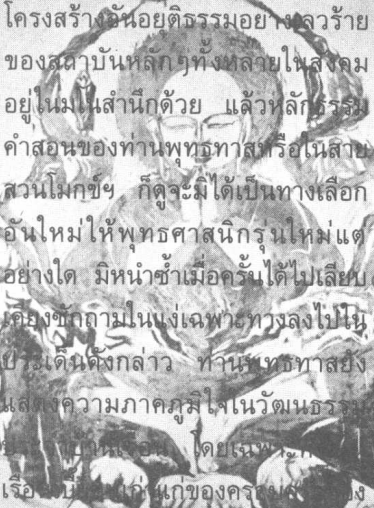 โครงสร้างอันอยุติธรรมอย่างเลวร้าย
ของสถาบันหลักๆทั้งหลายในสังคม
อยู่ในมโนสำนึกด้วย แล้วหลักธรรม
คำสอนของท่านพุทธทาสหรือในสาย
สวนโมกข์ฯ ก็ดูจะมิได้เป็นทางเลือก
อันใหม่ให้พุทธศาสนิกรุ่นใหม่แต่
อย่างใด มิหนำซ้ำเมื่อครั้นได้ไปเลียบ
เคียงซักถามในแง่เฉพาะทางลงไปใน
ประเด็นดังกล่าว ท่านพุทธทาสยัง
แสดงความภาคภูมิใจในวัฒนธรรม
โดยเฉพาะ
ของ